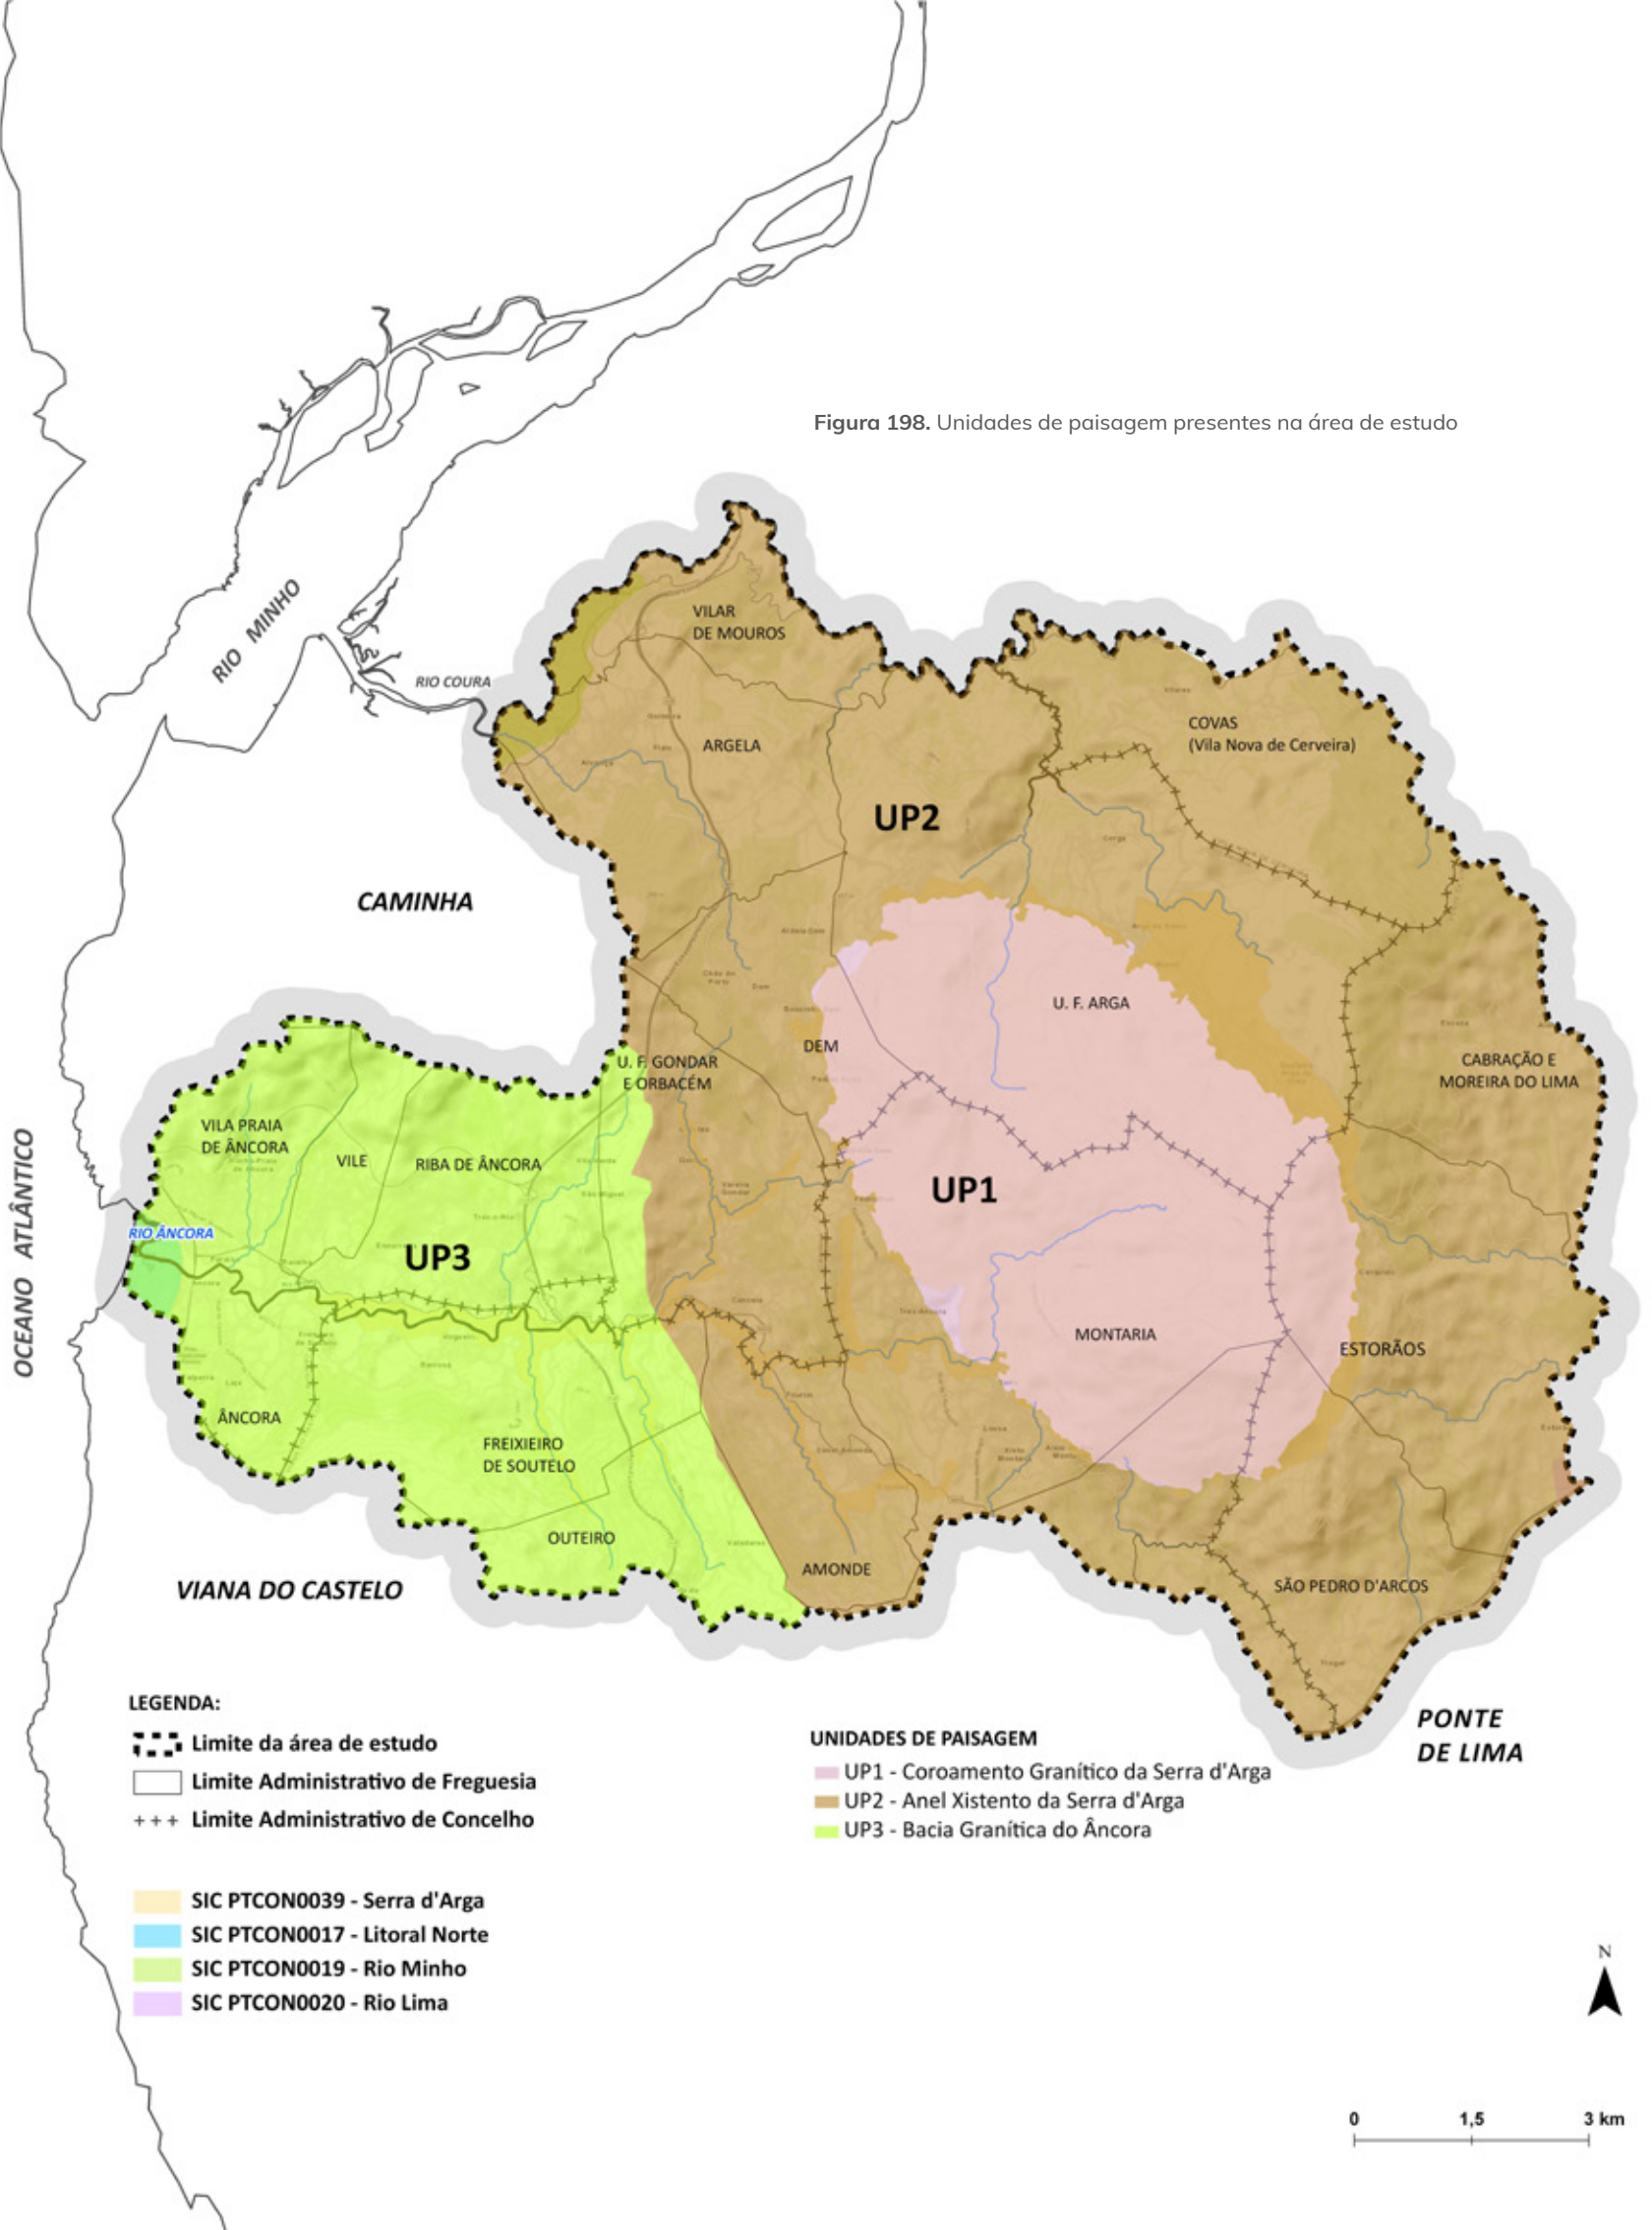 Figura 198. Unidades de paisagem presentes na área de estudo
RIO MINHO
RIO COURA
VILAR
DE MOUROS
ARGELA
COVAS
(Vila Nova de Cerveira)
UP2
CAMINHA
U. F. ARGA
DEM
U. F. GONDAR
E ORBACÉM
CABRAÇÃO E
MOREIRA DO LIMA
VILA PRAIA
DE ÂNCORA
VILE
RIBA DE ÂNCORA
UP1
OCEANO ATLÂNTICO
RIO ÂNCORA
UP3
MONTARIA
ESTORÃOS
ÂNCORA
FREIXIEIRO
DE SOUTELO
OUTEIRO
AMONDE
SÃO PEDRO D'ARCOS
VIANA DO CASTELO
PONTE
DE LIMA
LEGENDA:
Limite da área de estudo
Limite Administrativo de Freguesia
+++ Limite Administrativo de Concelho
UNIDADES DE PAISAGEM
UP1 - Coroamento Granítico da Serra d'Arga
UP2 - Anel Xistento da Serra d'Arga
UP3 - Bacia Granítica do Âncora
SIC PTCON0039 - Serra d'Arga
SIC PTCON0017 - Litoral Norte
SIC PTCON0019 - Rio Minho
SIC PTCON0020 - Rio Lima
N
0 1,5 3 km